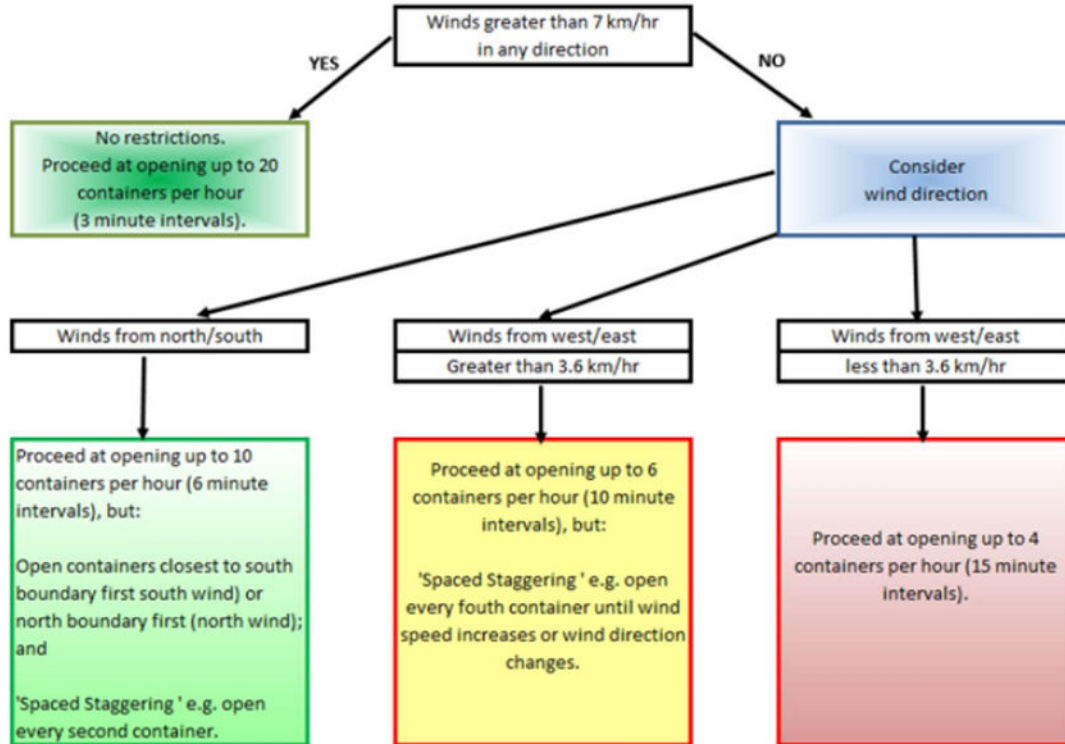 Winds greater than 7 km/hr
in any direction
YES
NO
No restrictions.
Proceed at opening up to 20
containers per hour
(3 minute intervals).
Consider
wind direction
Winds from north/south
Winds from west/east
Greater than 3.6 km/hr
Winds from west/east
less than 3.6 km/hr
Proceed at opening up to 10
containers per hour (6 minute
intervals), but:
Open containers closest to south
boundary first south wind) or
north boundary first (north wind);
and
'Spaced Staggering ' e.g. open
every second container.
Proceed at opening up to 6
containers per hour (10 minute
intervals), but:
'Spaced Staggering ' e.g. open
every fouth container until wind
speed increases or wind direction
changes.
Proceed at opening up to 4
containers per hour (15 minute
intervals).